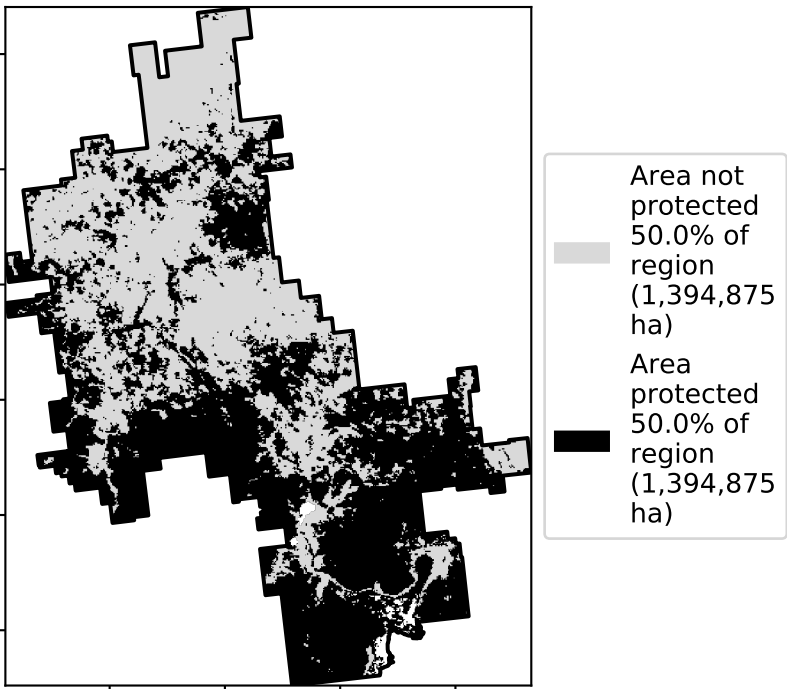 Area not
protected
50.0% of
region
(1,394,875
ha)
Area
protected
50.0% of
region
(1,394,875
ha)